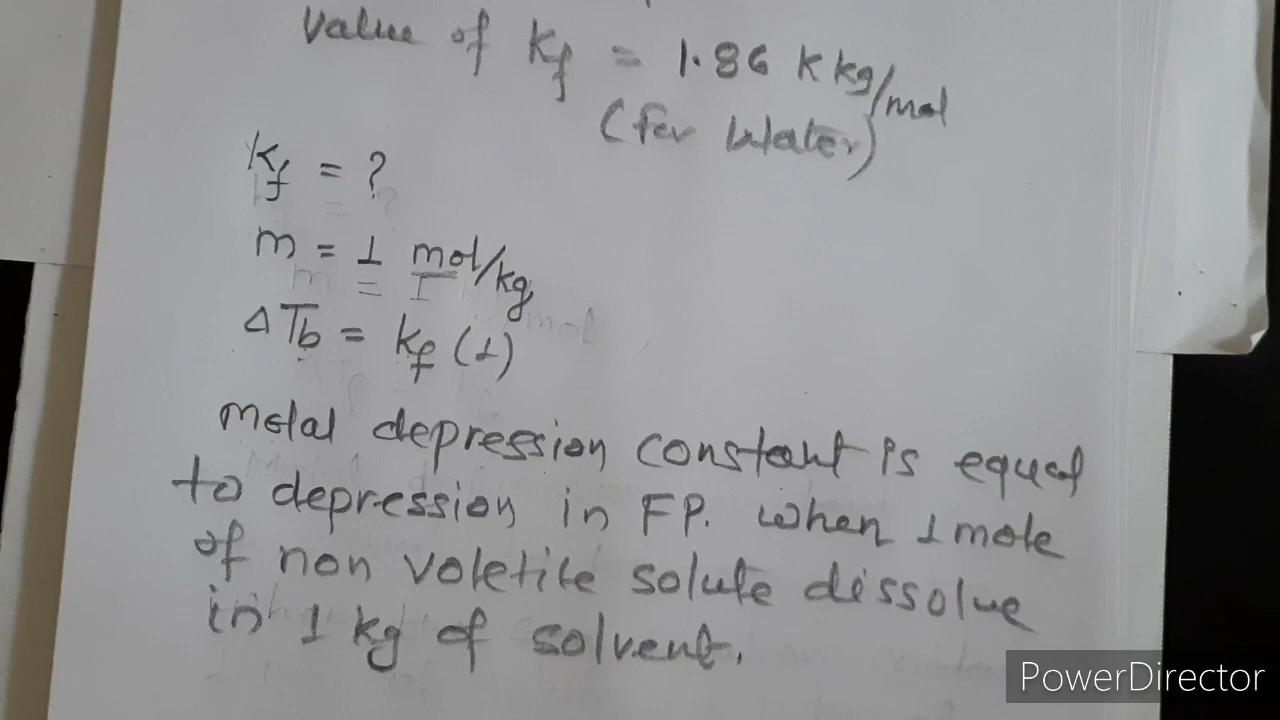 Value of Kf = 1.86 K kg/mol
(for Water)
Kf = ?
m = 1 mol/kg
ΔTb = Kf (1)
molal depression constant is equal
to depression in FP. when 1 mole
of non voletile solute dissolve
in 1 kg of solvent.
PowerDirector